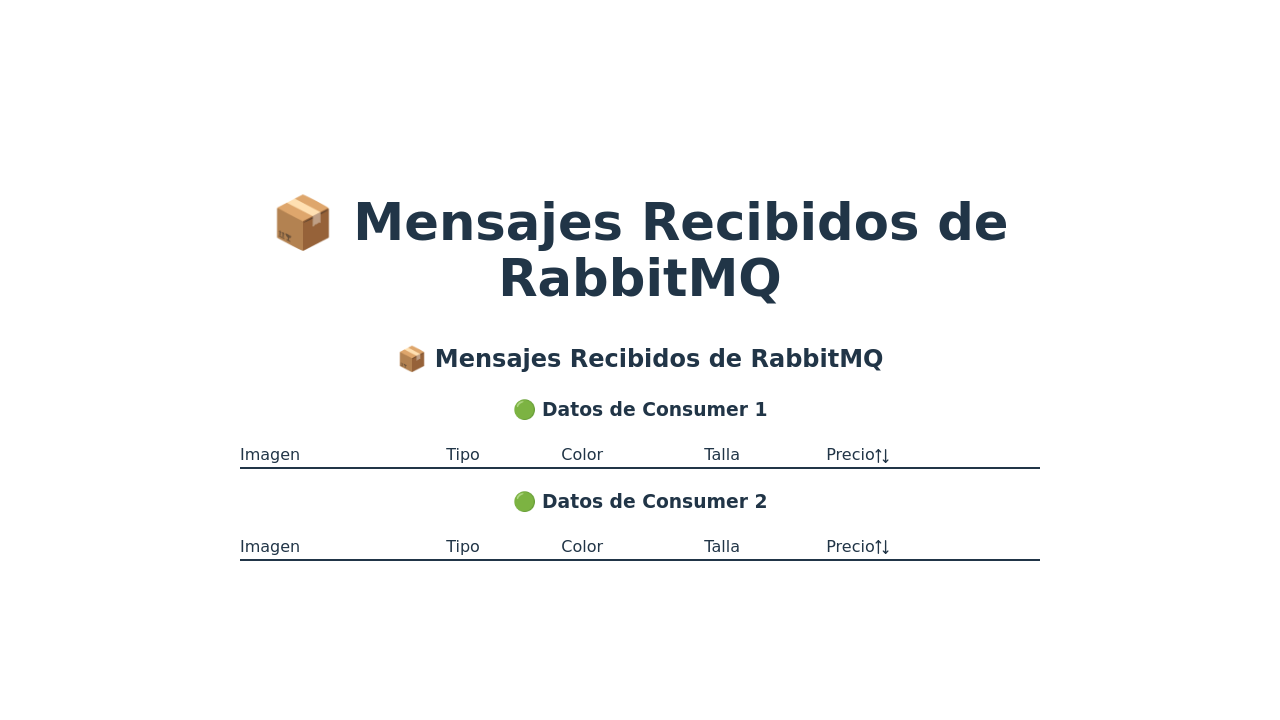 📦 Mensajes Recibidos de
RabbitMQ
📦 Mensajes Recibidos de RabbitMQ
🟢 Datos de Consumer 1
Imagen Tipo Color Talla Precio↑↓
🟢 Datos de Consumer 2
Imagen Tipo Color Talla Precio↑↓